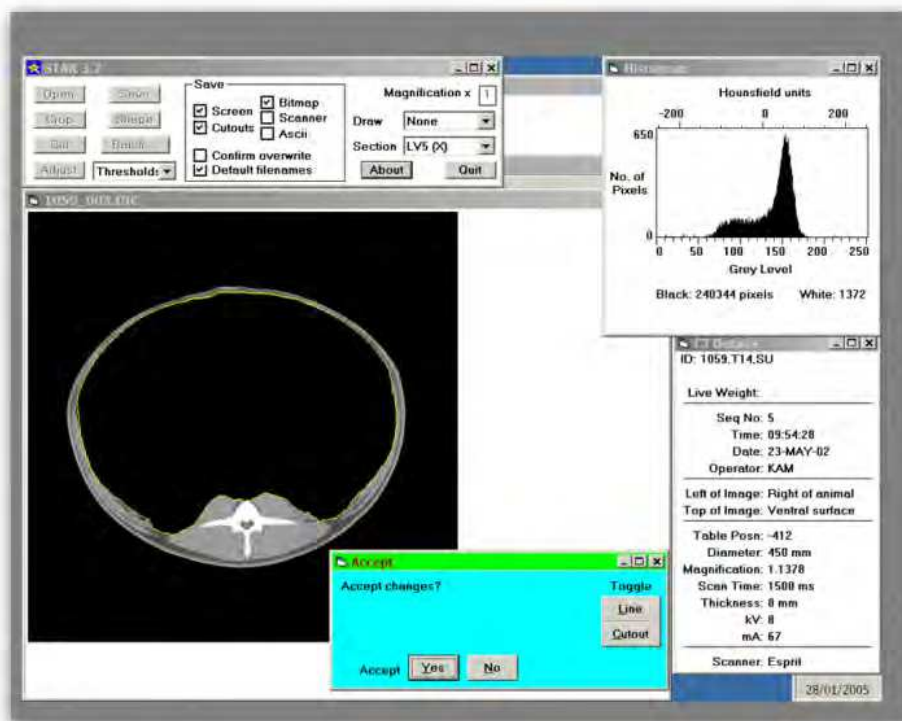 STAR 3.7
Open
Save
Crop
Shape
Cut
Batch
Adjust
Thresholds
Save
Screen
Cutouts
Bitmap
Scanner
Ascii
Confirm overwrite
Default filenames
Magnification x 1
Draw None
Section LV5 (X)
About
Quit
Histogram
Hounsfield units
-200 0 200
650
No. of
Pixels
0
0 50 100 150 200 250
Grey Level
Black: 240344 pixels White: 1372
CT Details
ID: 1059.T14.SU
Live Weight:
Seq No: 5
Time: 09:54:28
Date: 23-MAY-02
Operator: KAM
Left of Image: Right of animal
Top of Image: Ventral surface
Table Posn: -412
Diameter: 450 mm
Magnification: 1.1378
Scan Time: 1500 ms
Thickness: 8 mm
kV: 8
mA: 67
Scanner: Esprit
Accept
Accept changes?
Toggle
Line
Cutout
Accept Yes No
28/01/2005